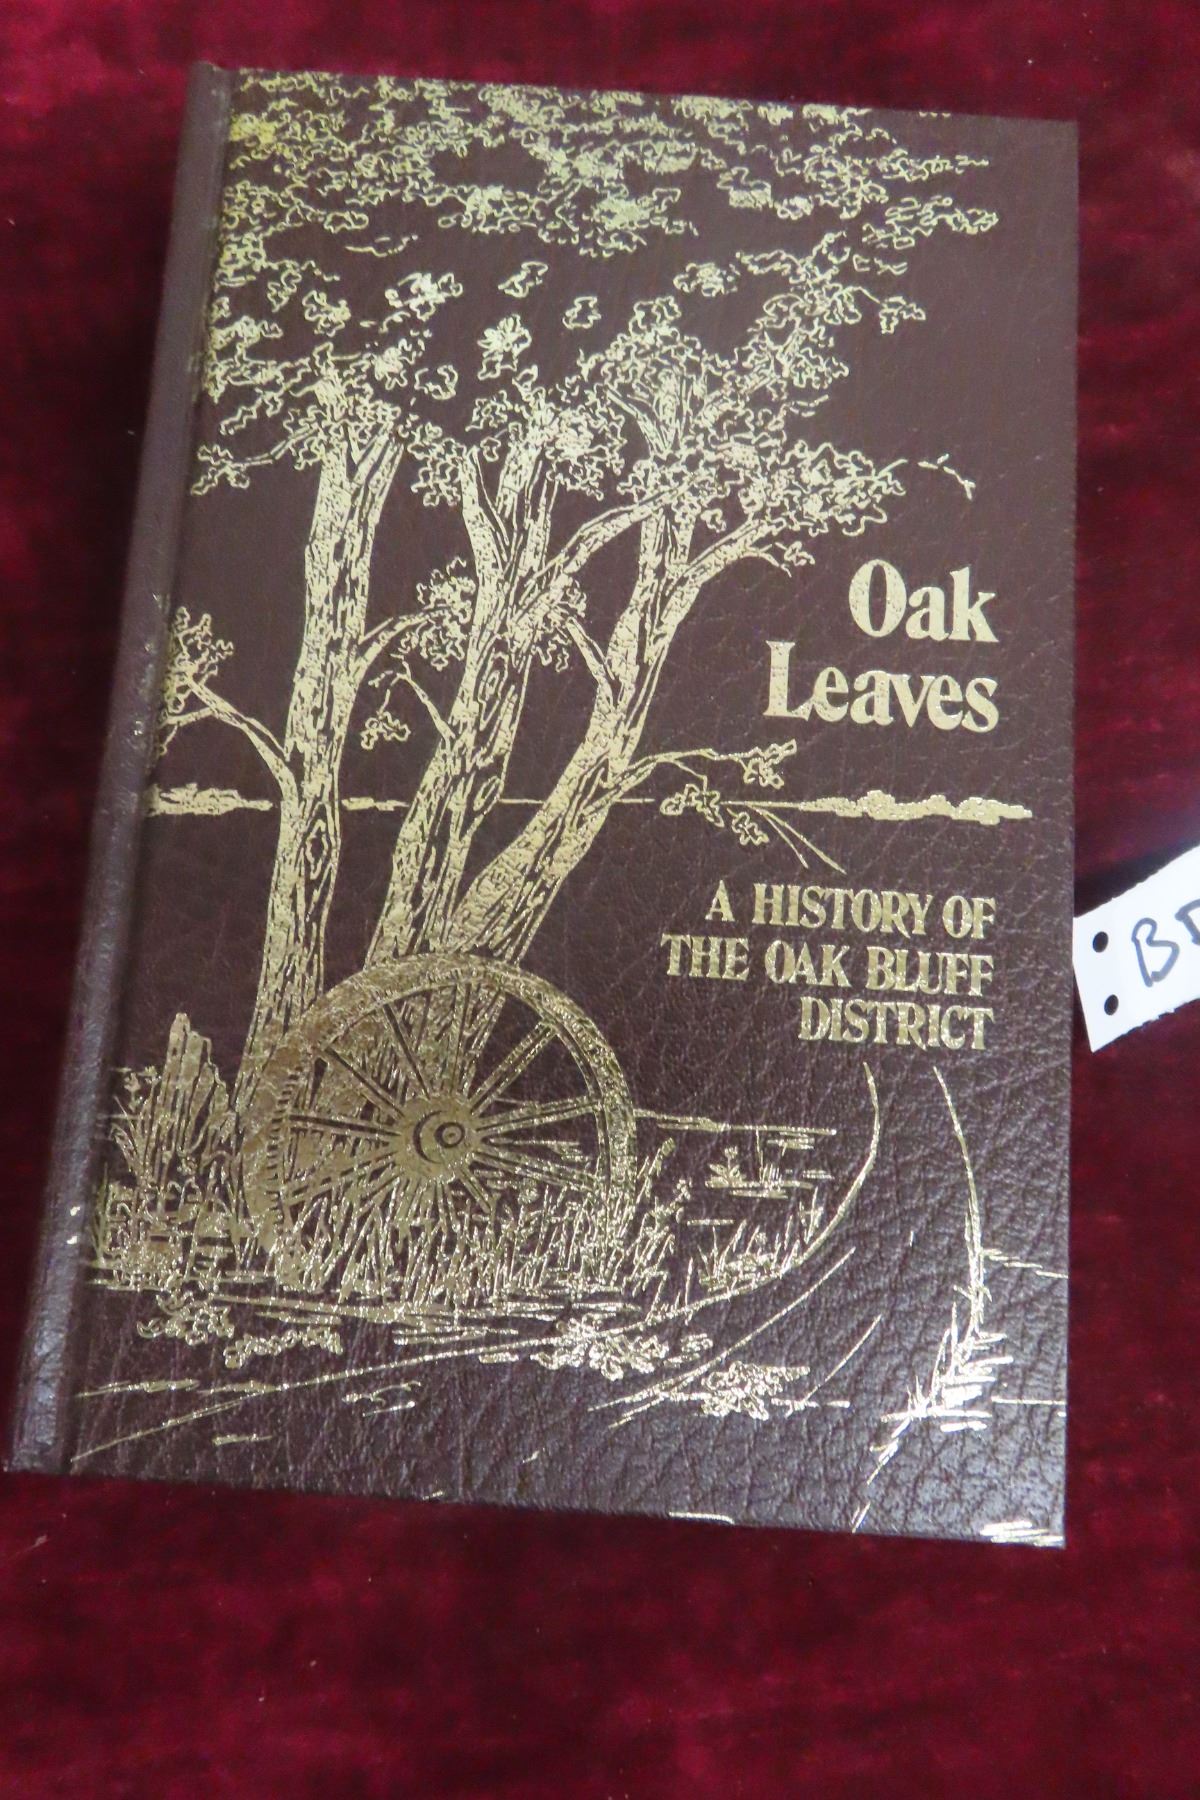 Oak
Leaves
A HISTORY OF
THE OAK BLUFF
DISTRICT